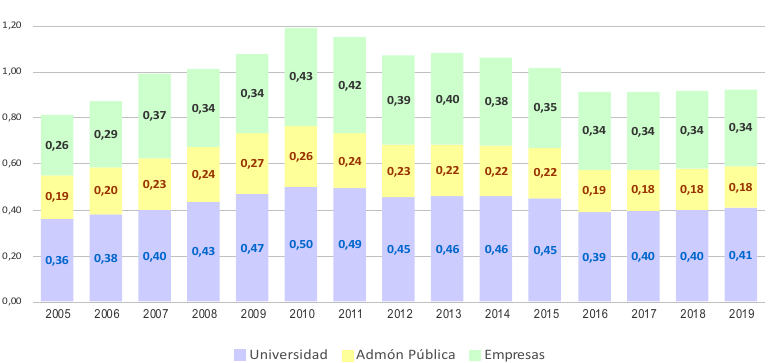 1,20
1,00
0,80
0,60
0,40
0,20
0,00
0,26 0,29 0,37 0,34 0,34 0,43 0,42 0,39 0,40 0,38 0,35 0,34 0,34 0,34 0,34
0,19 0,20 0,23 0,24 0,27 0,26 0,24 0,23 0,22 0,22 0,22 0,19 0,18 0,18 0,18
0,36 0,38 0,40 0,43 0,47 0,50 0,49 0,45 0,46 0,46 0,45 0,39 0,40 0,40 0,41
2005 2006 2007 2008 2009 2010 2011 2012 2013 2014 2015 2016 2017 2018 2019
Universidad Admón Pública Empresas